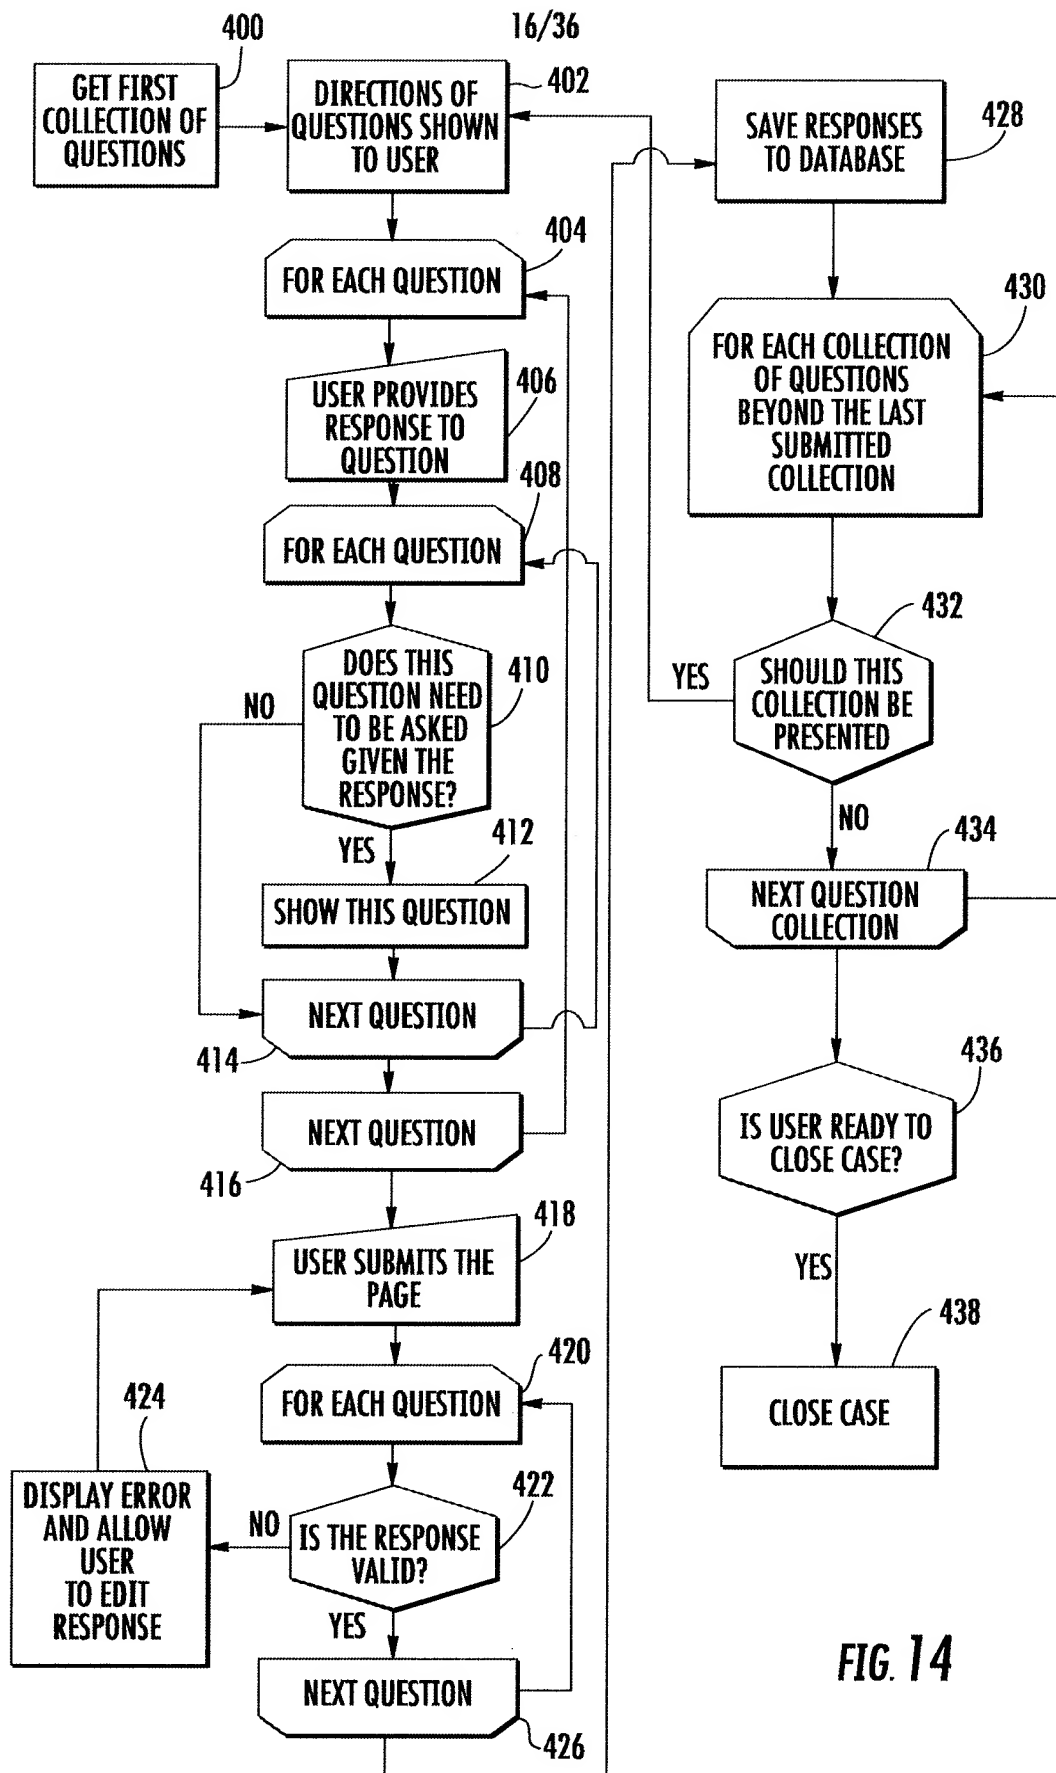 16/36
400
GET FIRST
COLLECTION OF
QUESTIONS
402
DIRECTIONS OF
QUESTIONS SHOWN
TO USER
404
FOR EACH QUESTION
406
USER PROVIDES
RESPONSE TO
QUESTION
408
FOR EACH QUESTION
410
DOES THIS
QUESTION NEED
TO BE ASKED
GIVEN THE
RESPONSE?
NO
YES
412
SHOW THIS QUESTION
NEXT QUESTION
414
NEXT QUESTION
416
418
USER SUBMITS THE
PAGE
420
FOR EACH QUESTION
422
IS THE RESPONSE
VALID?
NO
424
DISPLAY ERROR
AND ALLOW
USER
TO EDIT
RESPONSE
YES
NEXT QUESTION
426
428
SAVE RESPONSES
TO DATABASE
430
FOR EACH COLLECTION
OF QUESTIONS
BEYOND THE LAST
SUBMITTED
COLLECTION
432
SHOULD THIS
COLLECTION BE
PRESENTED
YES
NO
434
NEXT QUESTION
COLLECTION
436
IS USER READY TO
CLOSE CASE?
YES
438
CLOSE CASE
FIG. 14